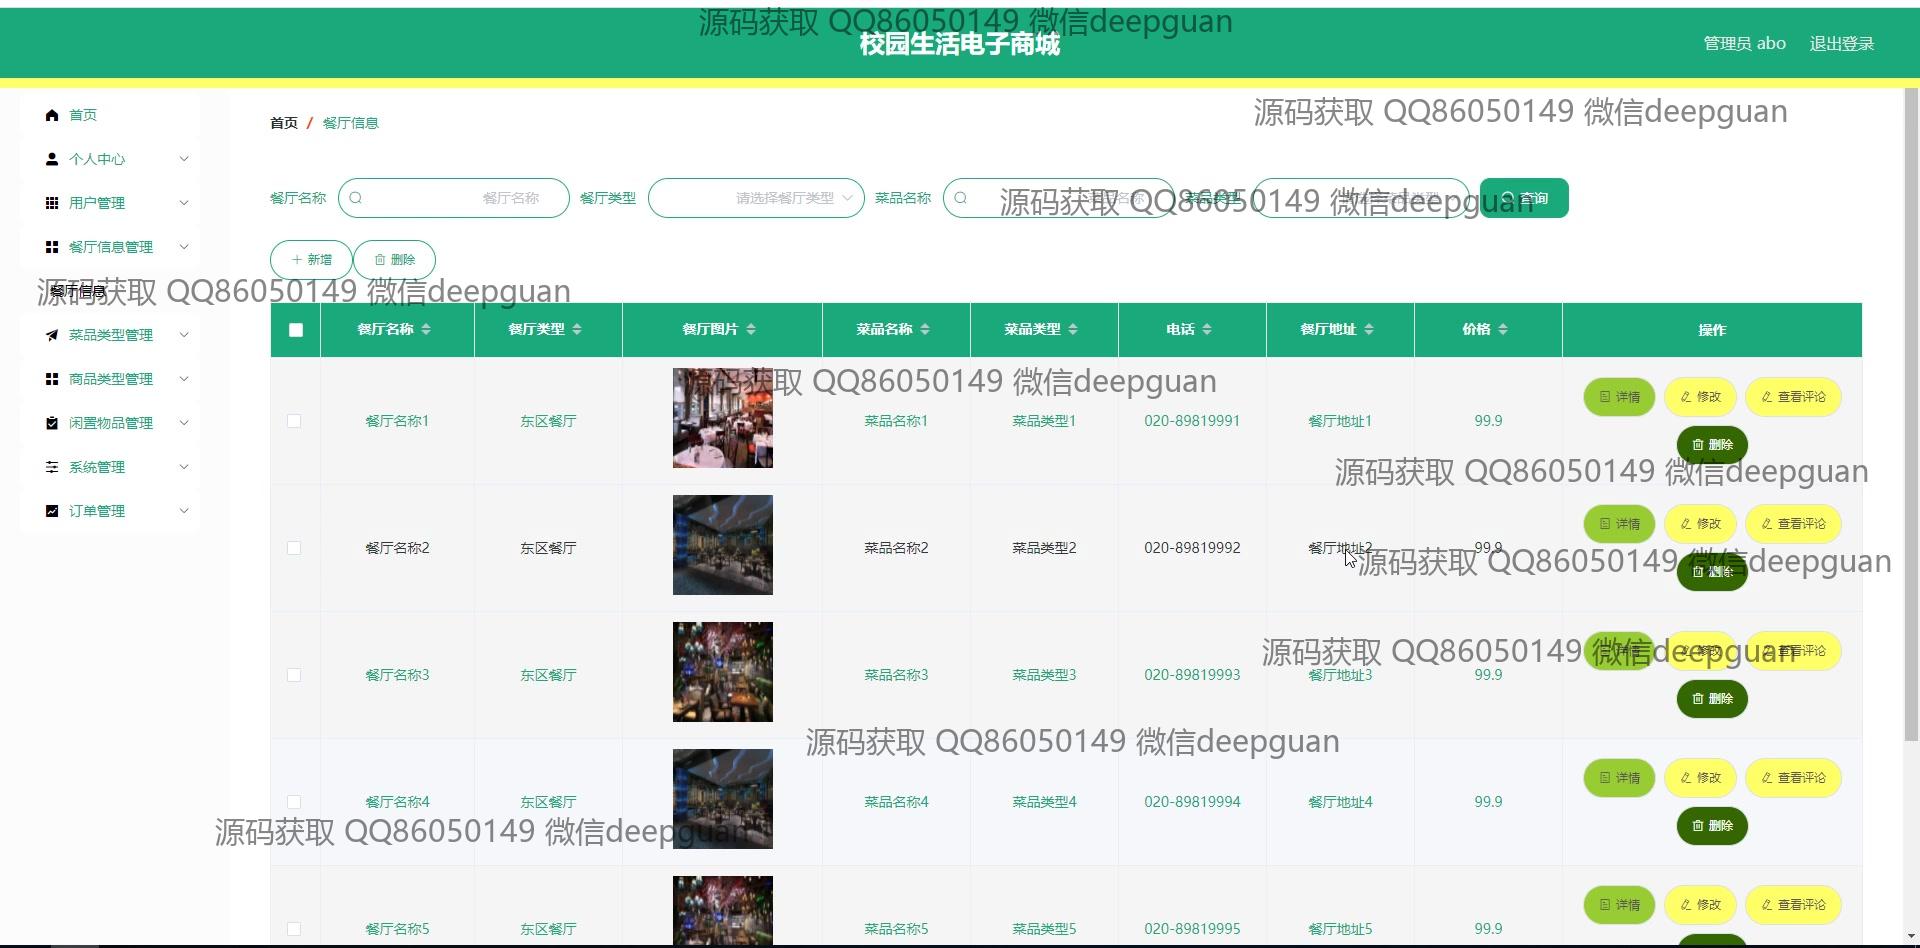 源码获取 QQ86050149 微信deepguan
校园生活电子商城
管理员 abo 退出登录
源码获取 QQ86050149 微信deepguan
首页
个人中心
用户管理
餐厅信息管理
餐厅信息
菜品类型管理
商品类型管理
闲置物品管理
系统管理
订单管理
首页 / 餐厅信息
餐厅名称 餐厅名称 餐厅类型 请选择餐厅类型 菜品名称 菜品名称 菜品类型 查询
源码获取 QQ86050149 微信deepguan
新增 删除
源码获取 QQ86050149 微信deepguan
餐厅名称 餐厅类型 餐厅图片 菜品名称 菜品类型 电话 餐厅地址 价格 操作
源码获取 QQ86050149 微信deepguan
餐厅名称1 东区餐厅 菜品名称1 菜品类型1 020-89819991 餐厅地址1 99.9 详情 修改 查看评论
删除
源码获取 QQ86050149 微信deepguan
餐厅名称2 东区餐厅 菜品名称2 菜品类型2 020-89819992 餐厅地址2 99.9 详情 修改 查看评论
删除
源码获取 QQ86050149 微信deepguan
餐厅名称3 东区餐厅 菜品名称3 菜品类型3 020-89819993 餐厅地址3 99.9 详情 修改 查看评论
删除
源码获取 QQ86050149 微信deepguan
源码获取 QQ86050149 微信deepguan
餐厅名称4 东区餐厅 菜品名称4 菜品类型4 020-89819994 餐厅地址4 99.9 详情 修改 查看评论
删除
源码获取 QQ86050149 微信deepguan
餐厅名称5 东区餐厅 菜品名称5 菜品类型5 020-89819995 餐厅地址5 99.9 详情 修改 查看评论